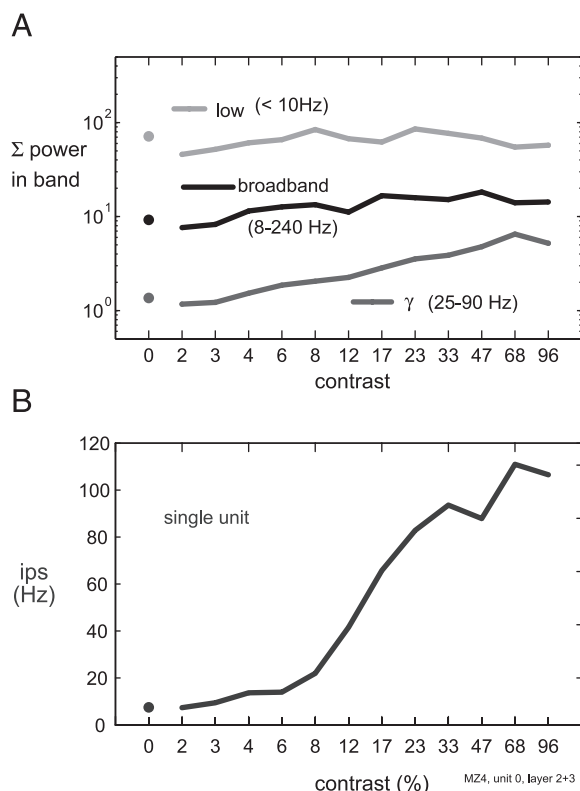 A
Σ power
in band
10²
10¹
10⁰
low (< 10Hz)
broadband
(8-240 Hz)
γ (25-90 Hz)
0 2 3 4 6 8 12 17 23 33 47 68 96
contrast
B
120
100
80
60
40
20
0
single unit
ips
(Hz)
0 2 3 4 6 8 12 17 23 33 47 68 96
contrast (%)
MZ4, unit 0, layer 2+3